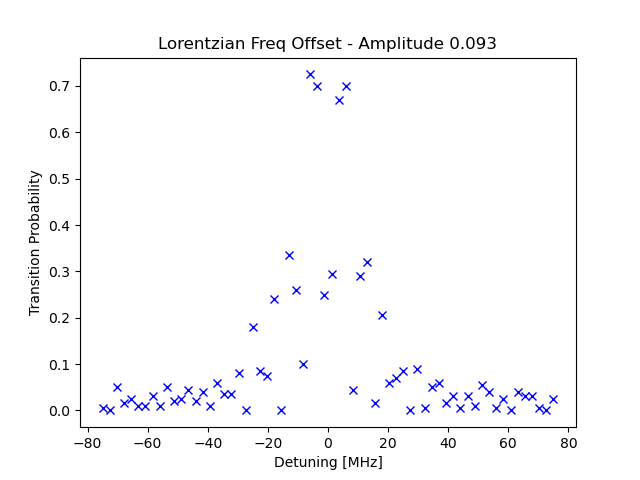 Lorentzian Freq Offset - Amplitude 0.093
Transition Probability
0.7
0.6
0.5
0.4
0.3
0.2
0.1
0.0
−80 −60 −40 −20 0 20 40 60 80
Detuning [MHz]